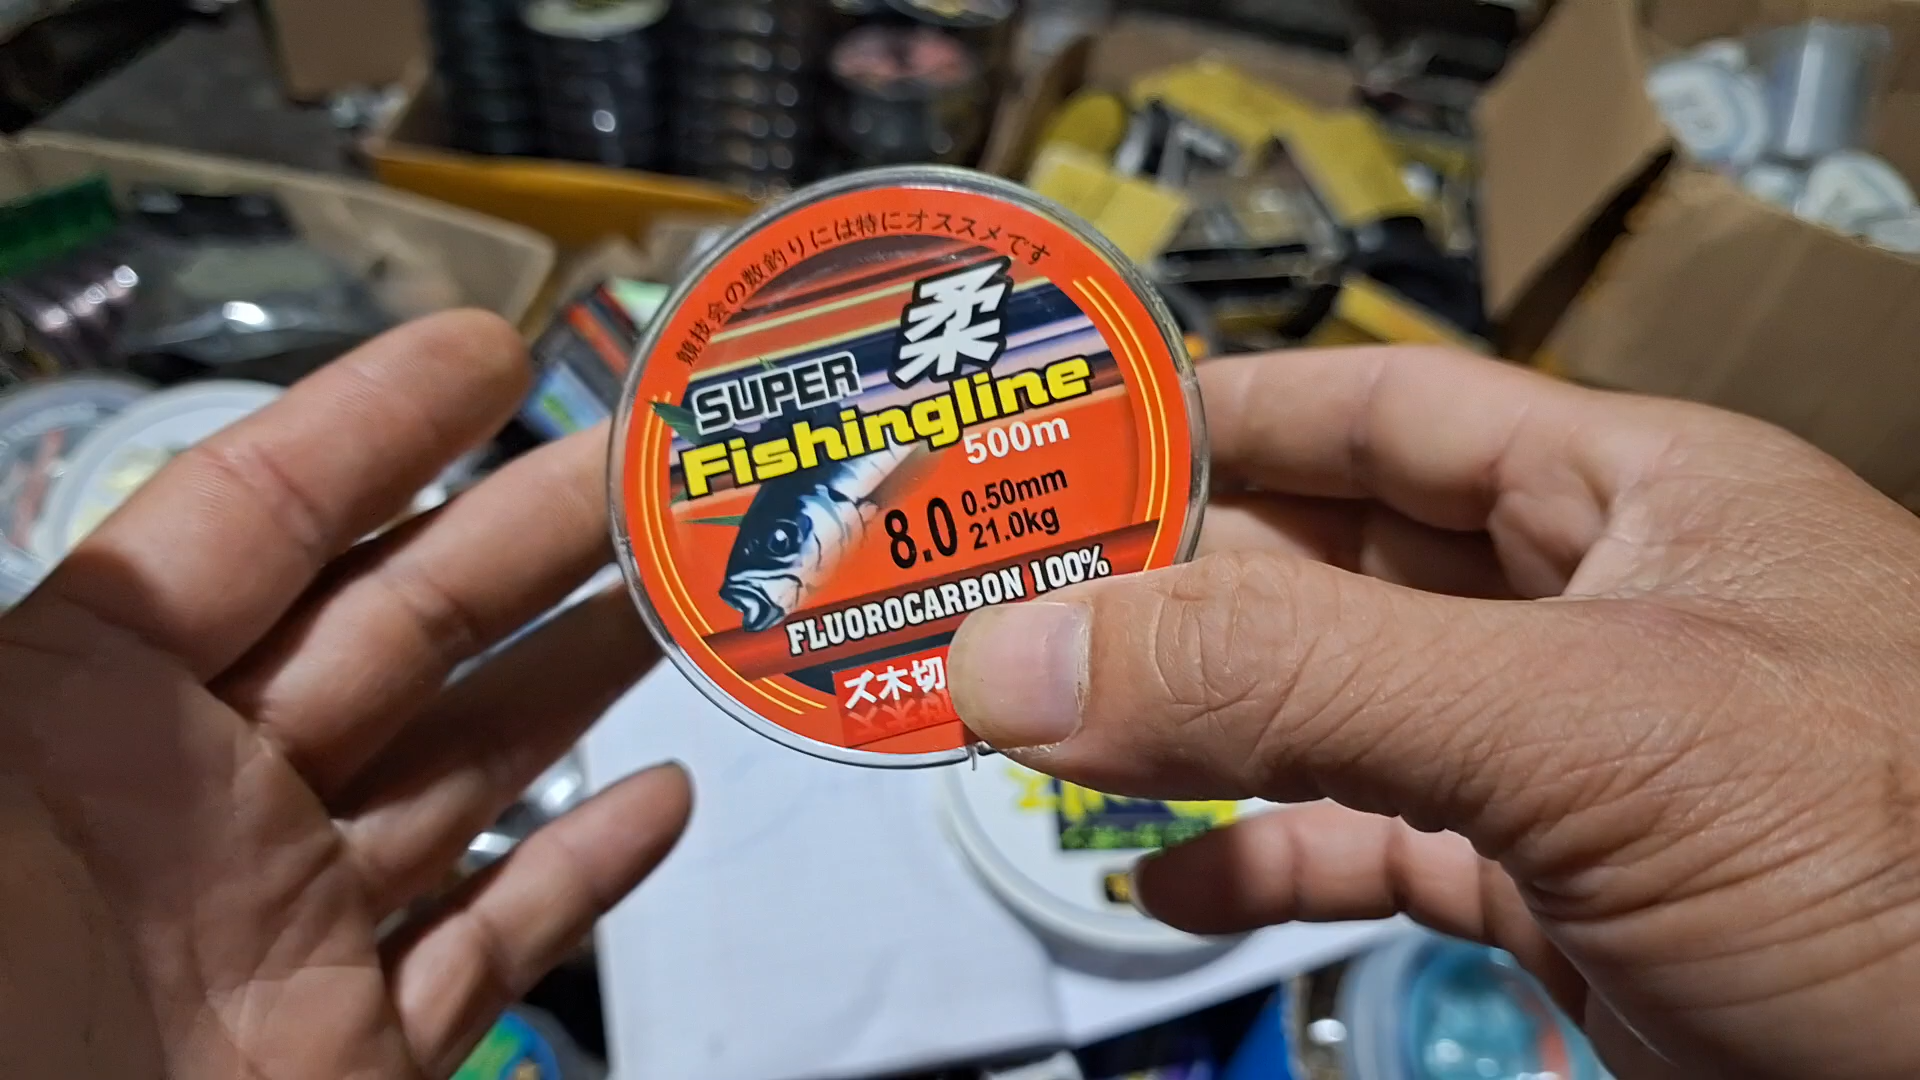 競技会の数釣りには特にオススメです
柔
SUPER
Fishingline
500m
8.0
0.50mm
21.0kg
FLUOROCARBON 100%
ズ木切